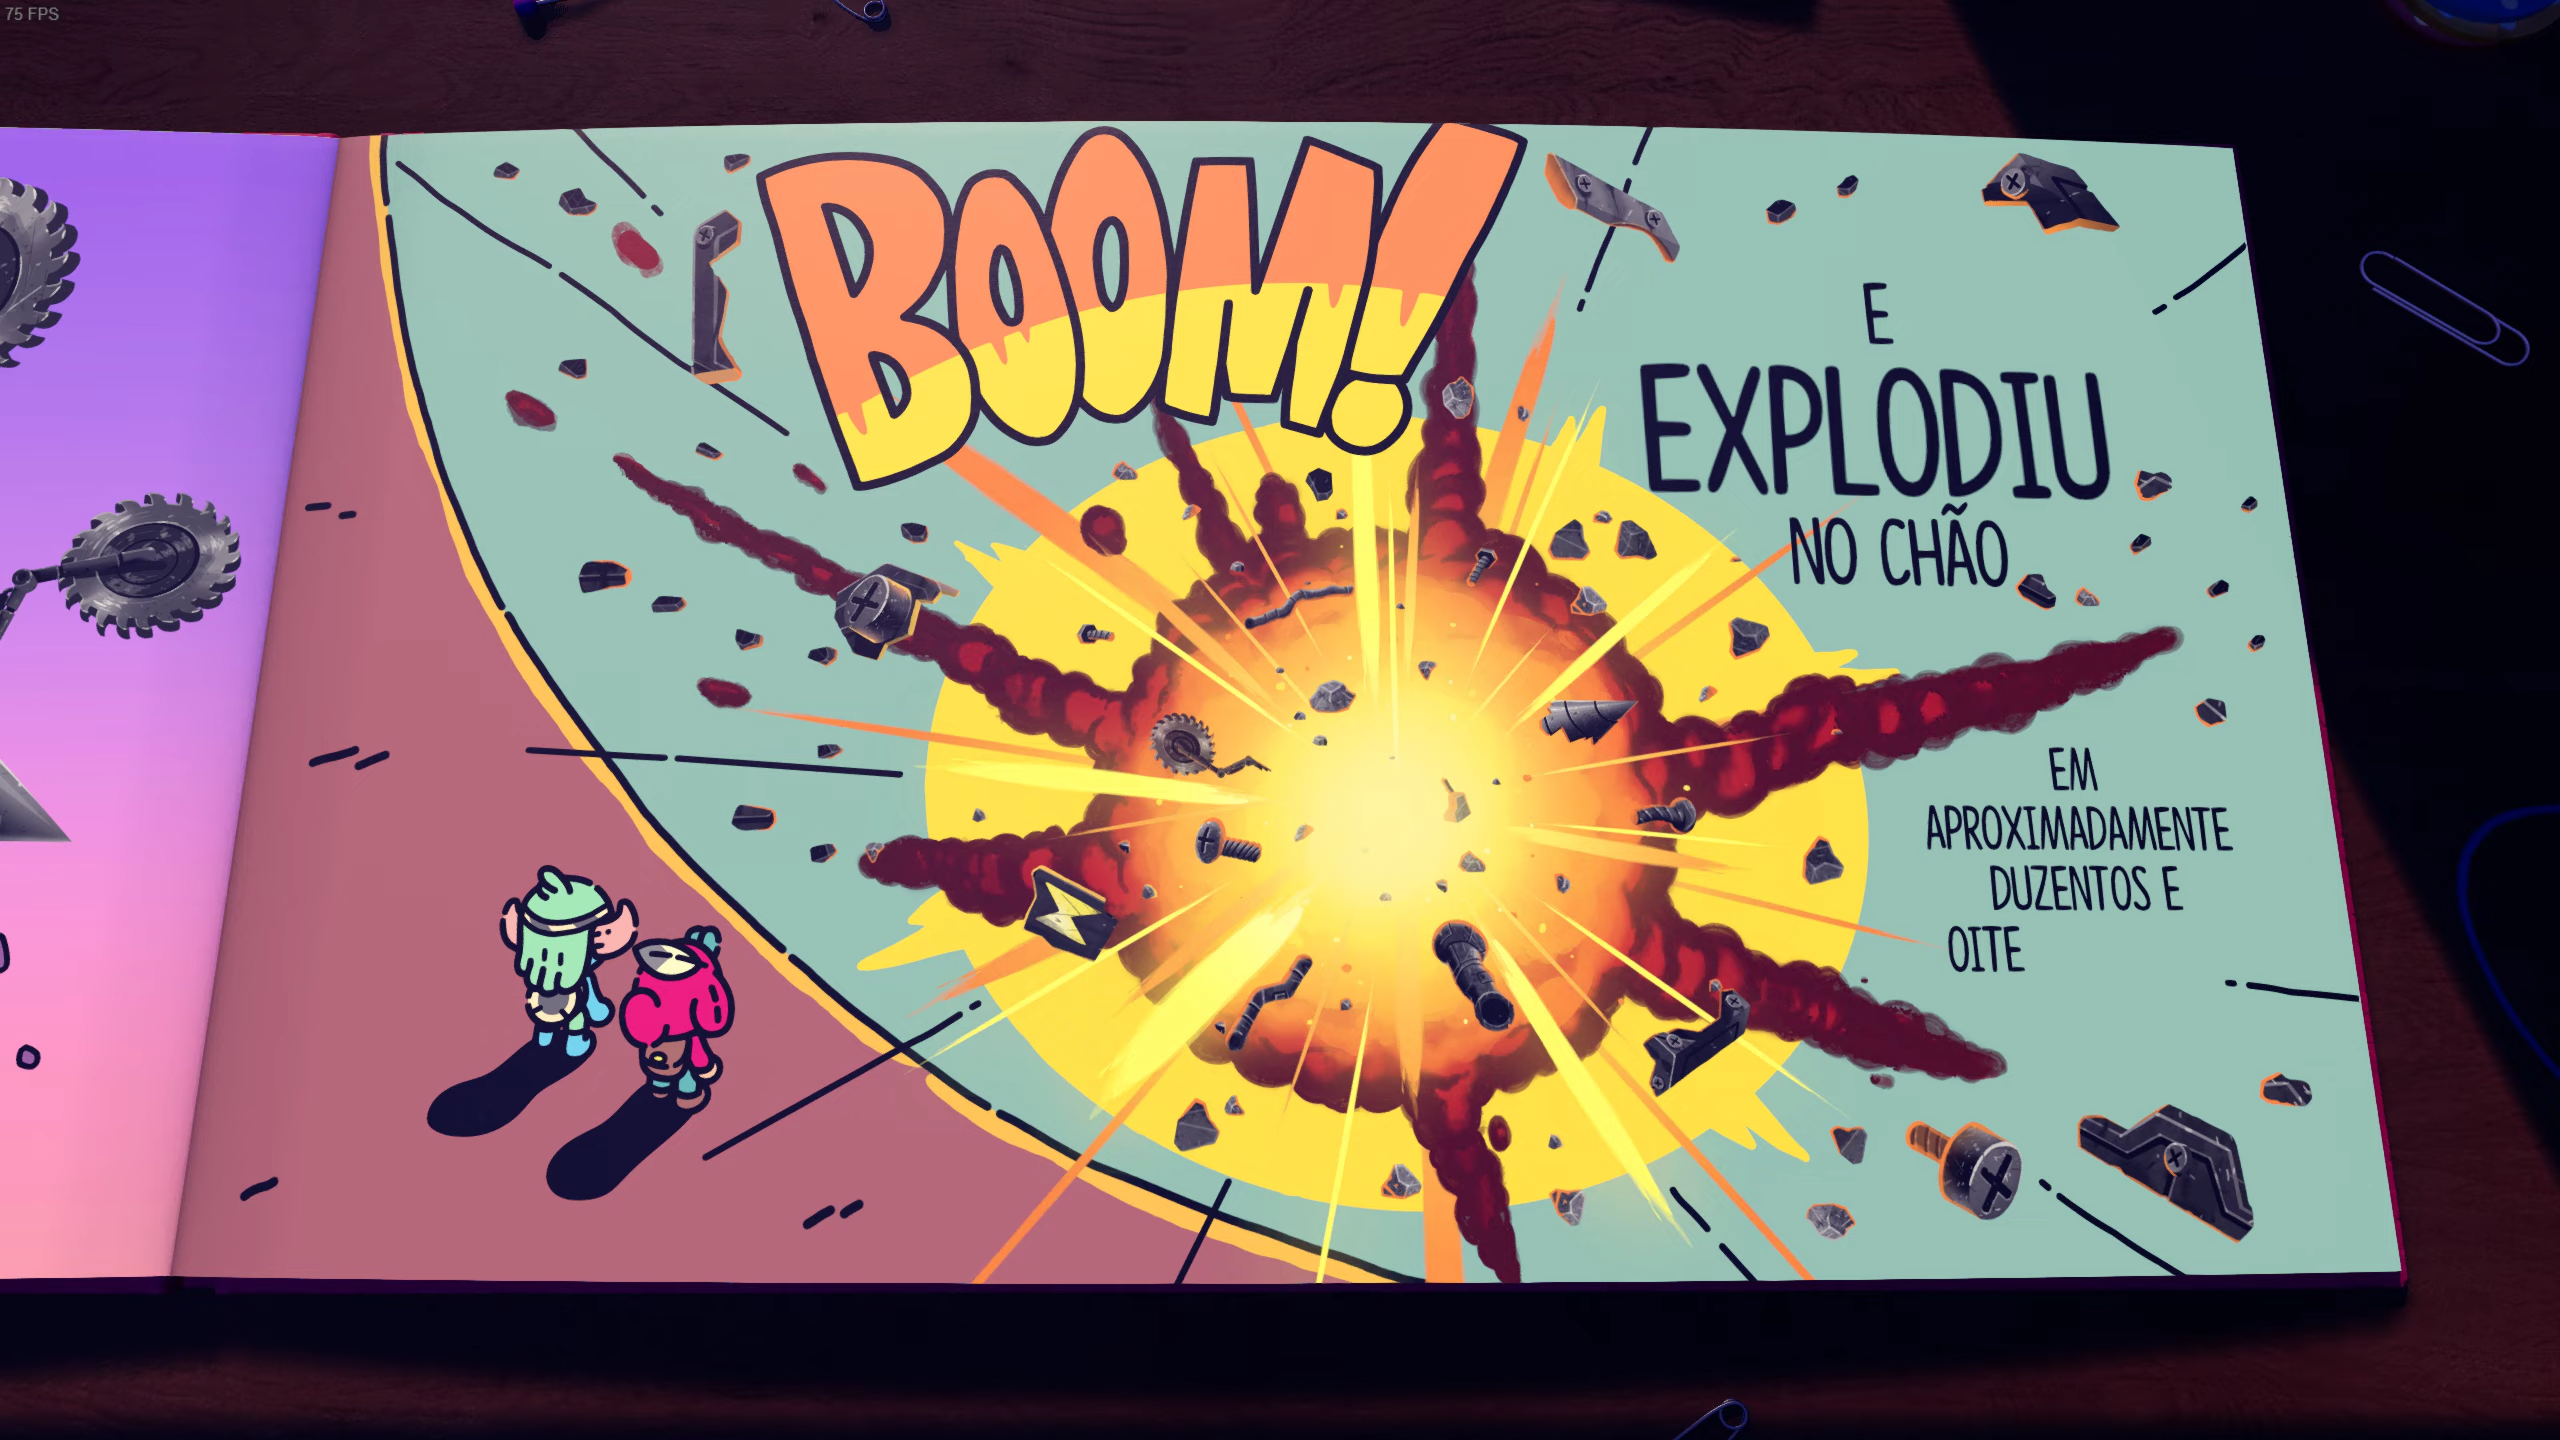 75 FPS
BOOM!
E
EXPLODIU
NO CHÃO
EM
APROXIMADAMENTE
DUZENTOS E
OITE